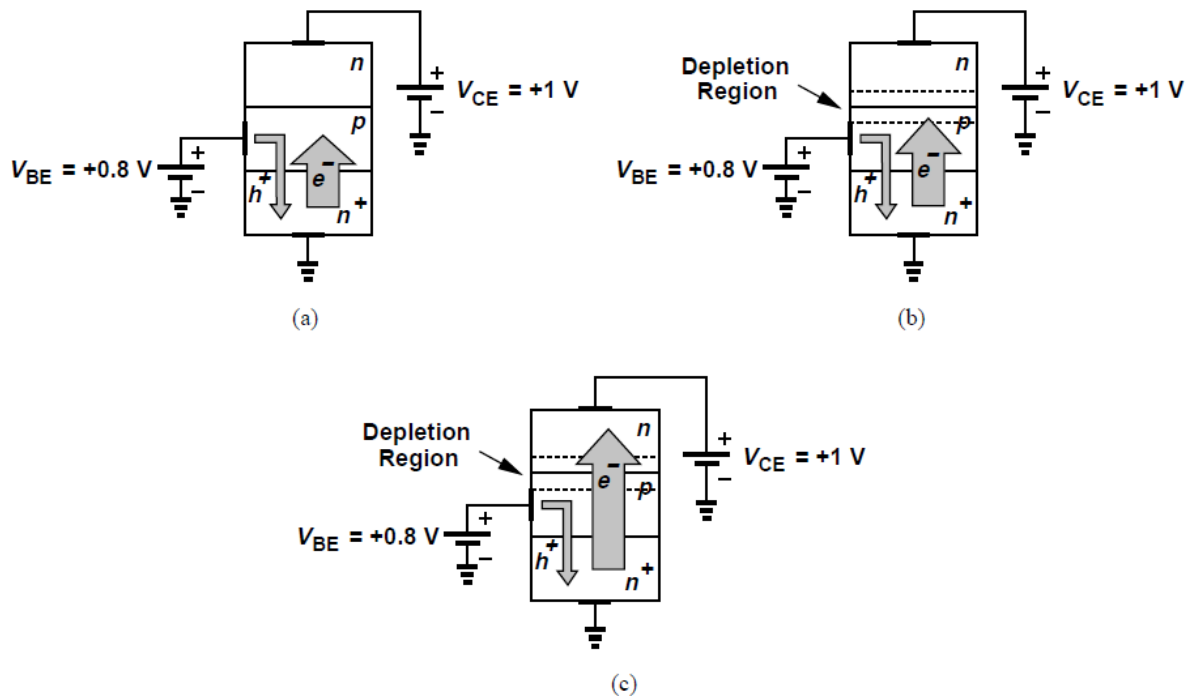 n
V_CE = +1 V
+
−
p
+
−
V_BE = +0.8 V
h+
e−
n+
(a)
Depletion
Region
n
V_CE = +1 V
+
−
p
+
−
V_BE = +0.8 V
h+
e−
n+
(b)
Depletion
Region
n
V_CE = +1 V
+
−
e−
p
+
−
V_BE = +0.8 V
h+
n+
(c)